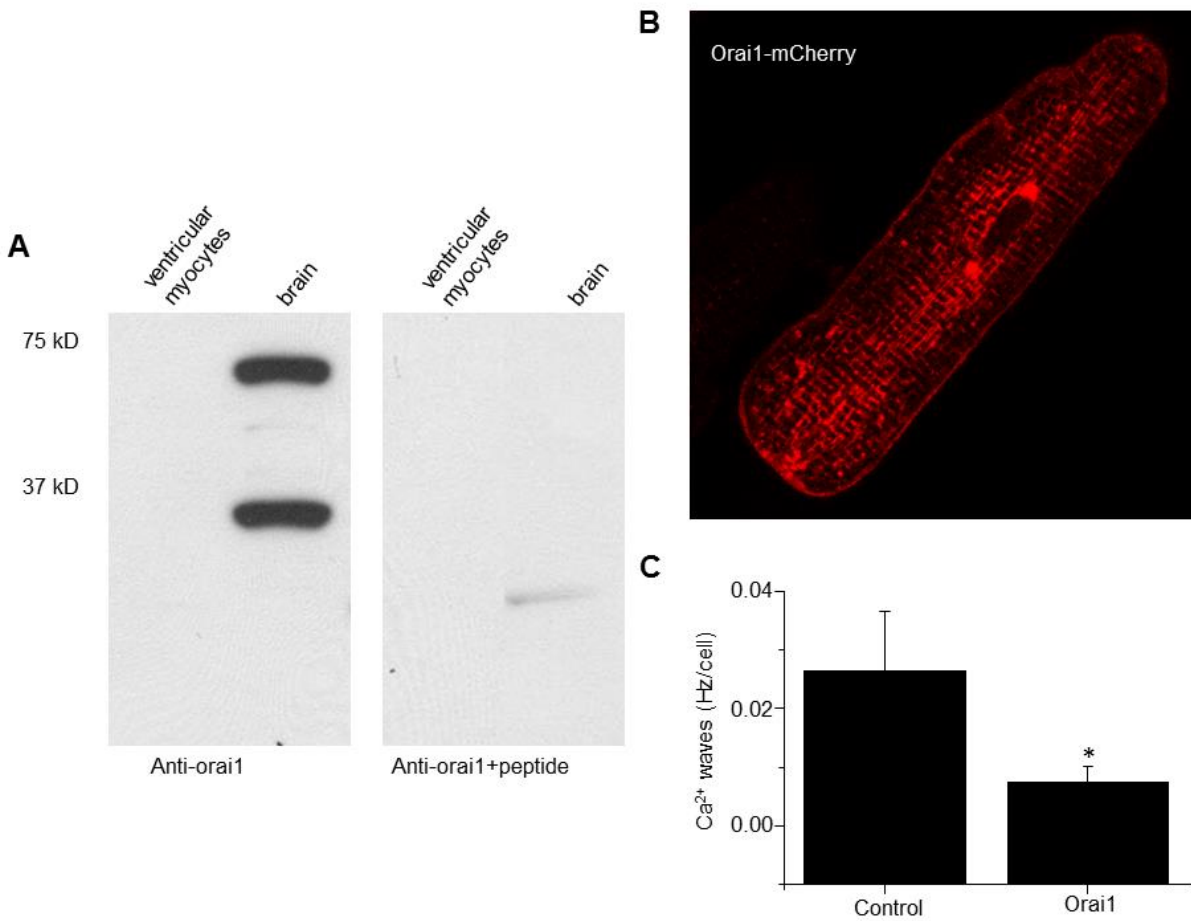 A
ventricular
myocytes
brain
ventricular
myocytes
brain
75 kD
37 kD
Anti-orai1
Anti-orai1+peptide
B
Orai1-mCherry
C
Ca²⁺ waves (Hz/cell)
0.04
0.02
0.00
*
Control
Orai1